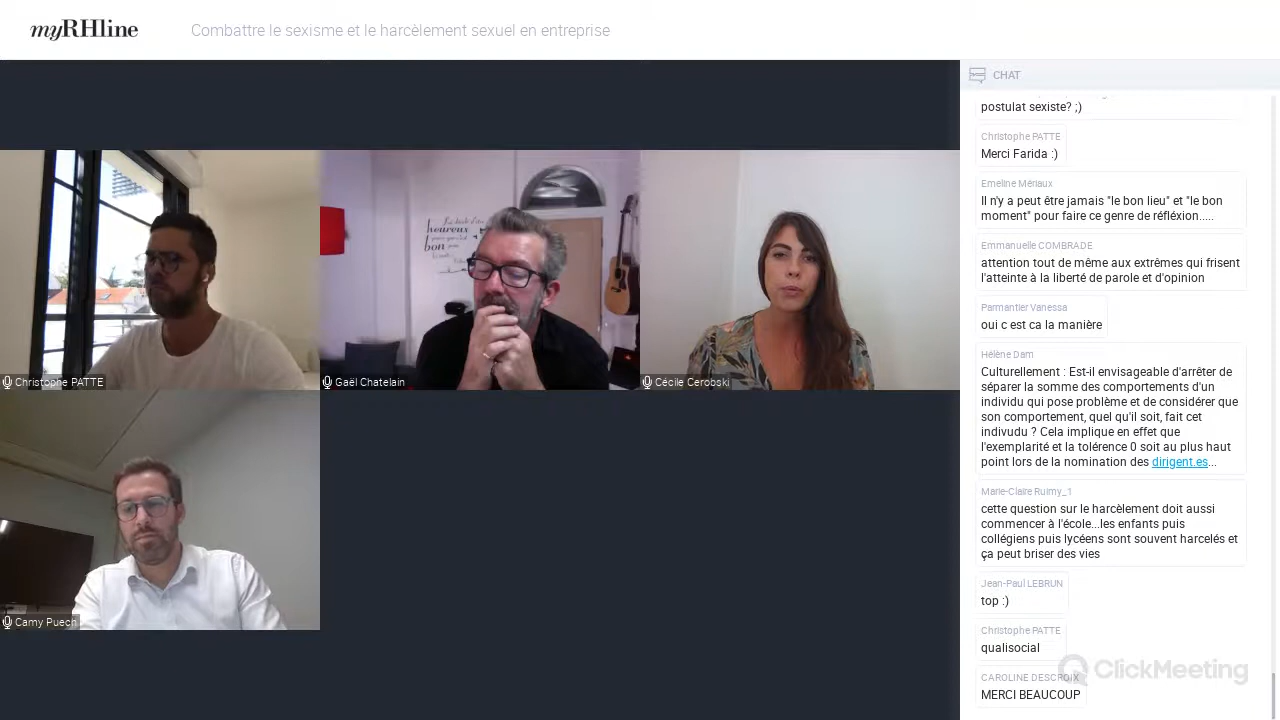 myRHline
Combattre le sexisme et le harcèlement sexuel en entreprise
CHAT
postulat sexiste? ;)
Christophe PATTE
Merci Farida :)
Emeline Mériaux
Il n'y a peut être jamais "le bon lieu" et "le bon
moment" pour faire ce genre de réfléxion.....
Emmanuelle COMBRADE
attention tout de même aux extrêmes qui frisent
l'atteinte à la liberté de parole et d'opinion
Parmantier Vanessa
oui c est ca la manière
Hélène Dam
Culturellement : Est-il envisageable d'arrêter de
séparer la somme des comportements d'un
individu qui pose problème et de considérer que
son comportement, quel qu'il soit, fait cet
indivudu ? Cela implique en effet que
l'exemplarité et la tolérence 0 soit au plus haut
point lors de la nomination des dirigent.es...
Marie-Claire Ruimy_1
cette question sur le harcèlement doit aussi
commencer à l'école...les enfants puis
collégiens puis lycéens sont souvent harcelés et
ça peut briser des vies
Jean-Paul LEBRUN
top :)
Christophe PATTE
qualisocial
CAROLINE DESCROIX
MERCI BEAUCOUP
ClickMeeting
heureux
bon
Christophe PATTE
Gaël Chatelain
Cécile Cerobski
Camy Puech